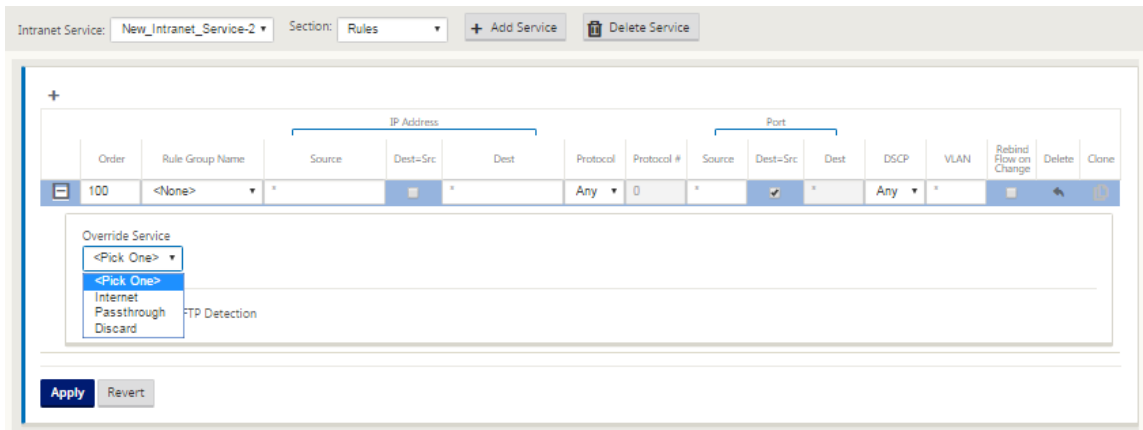 Intranet Service: New_Intranet_Service-2 Section: Rules + Add Service Delete Service
+
IP Address Port
Order Rule Group Name Source Dest=Src Dest Protocol Protocol # Source Dest=Src Dest DSCP VLAN Rebind Flow on Change Delete Clone
100 <None> * * Any 0 * * Any *
Override Service
<Pick One>
<Pick One>
Internet
Passthrough FTP Detection
Discard
Apply Revert